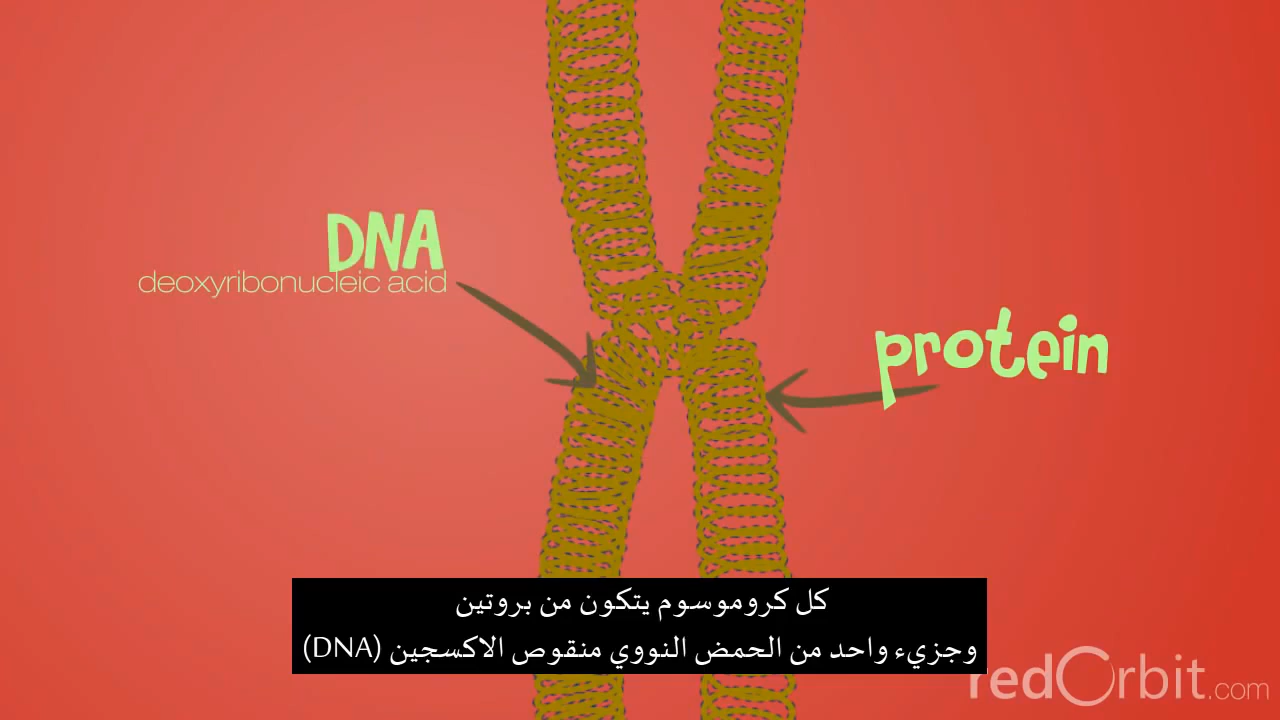 DNA
deoxyribonucleic acid
protein
كل كروموسوم يتكون من بروتين
وجزيء واحد من الحمض النووي منقوص الاكسجين (DNA)
redOrbit.com